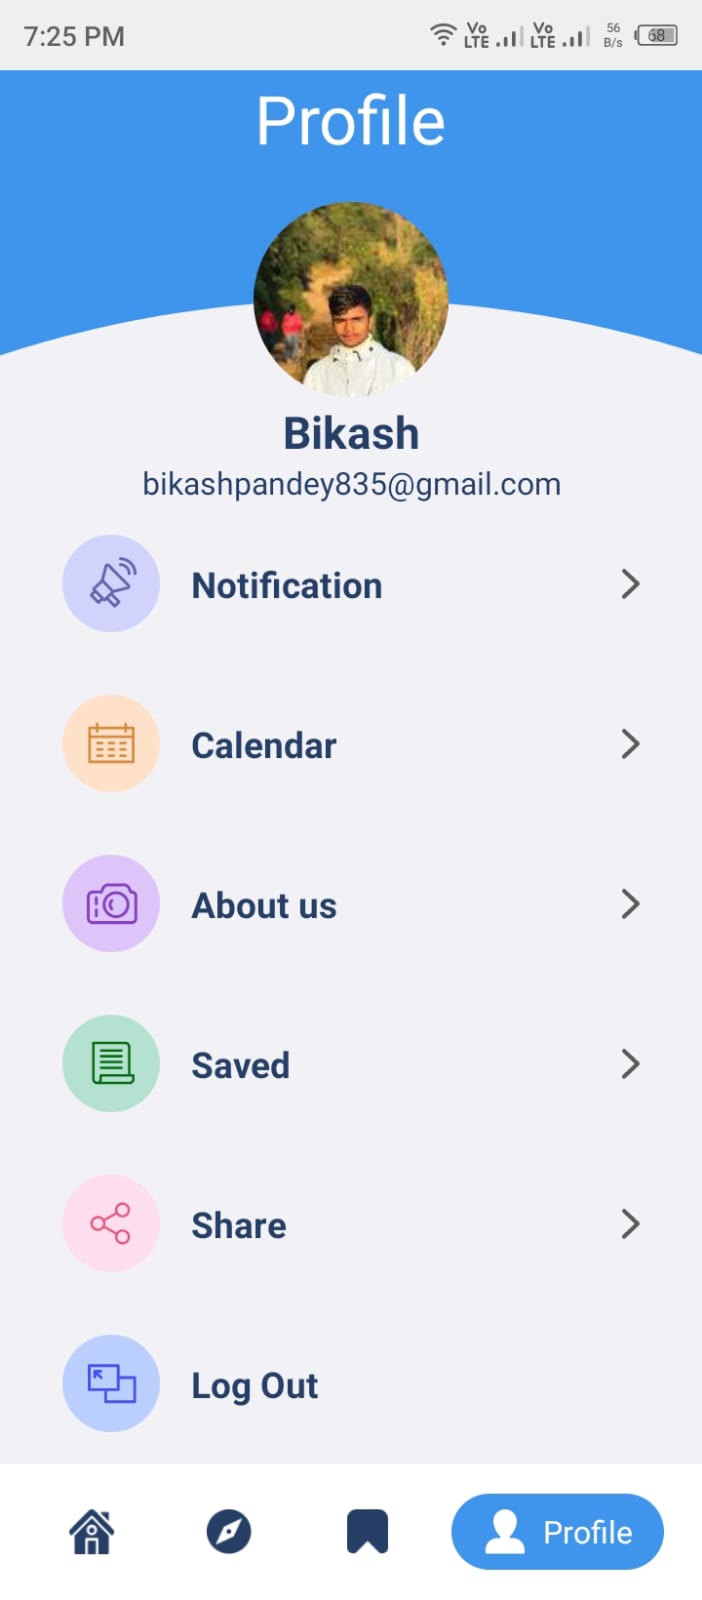 7:25 PM
Vo LTE Vo LTE 56 B/s 68
Profile
Bikash
bikashpandey835@gmail.com
Notification
Calendar
About us
Saved
Share
Log Out
Profile